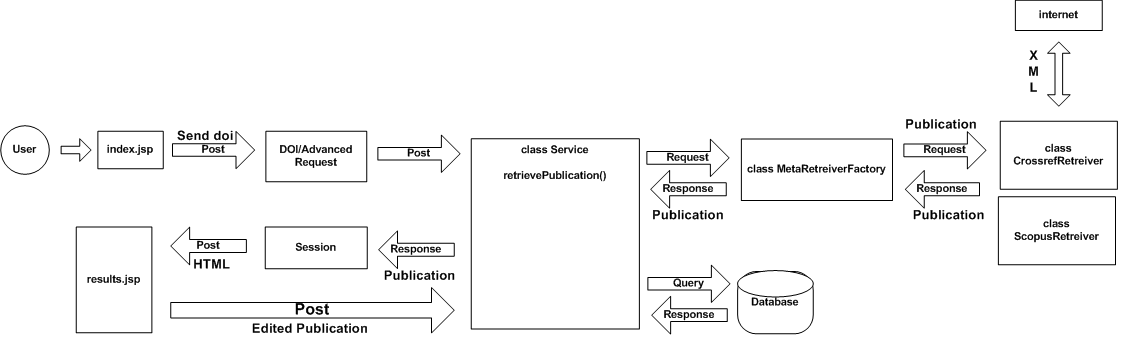 internet
X
M
L
User
index.jsp
Send doi
Post
DOI/Advanced
Request
Post
class Service
retrievePublication()
Request
Response
Publication
class MetaRetreiverFactory
Publication
Request
Response
Publication
class
CrossrefRetreiver
class
ScopusRetreiver
results.jsp
Post
HTML
Session
Response
Publication
Post
Edited Publication
Query
Response
Database